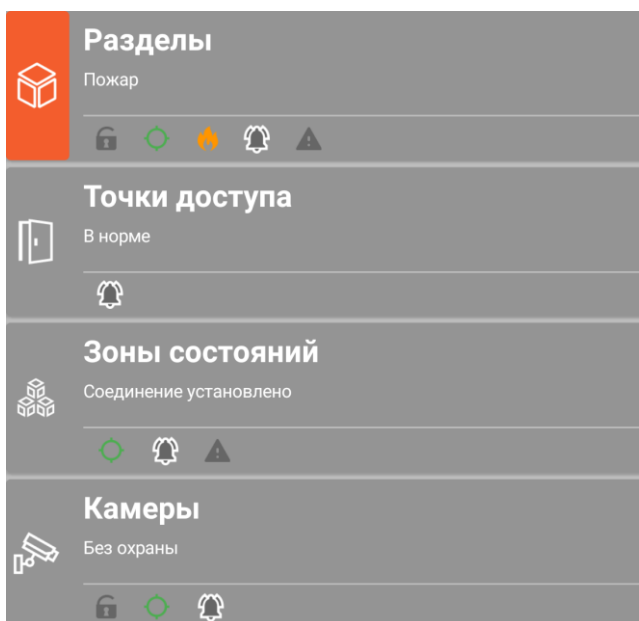 Разделы
Пожар
Точки доступа
В норме
Зоны состояний
Соединение установлено
Камеры
Без охраны